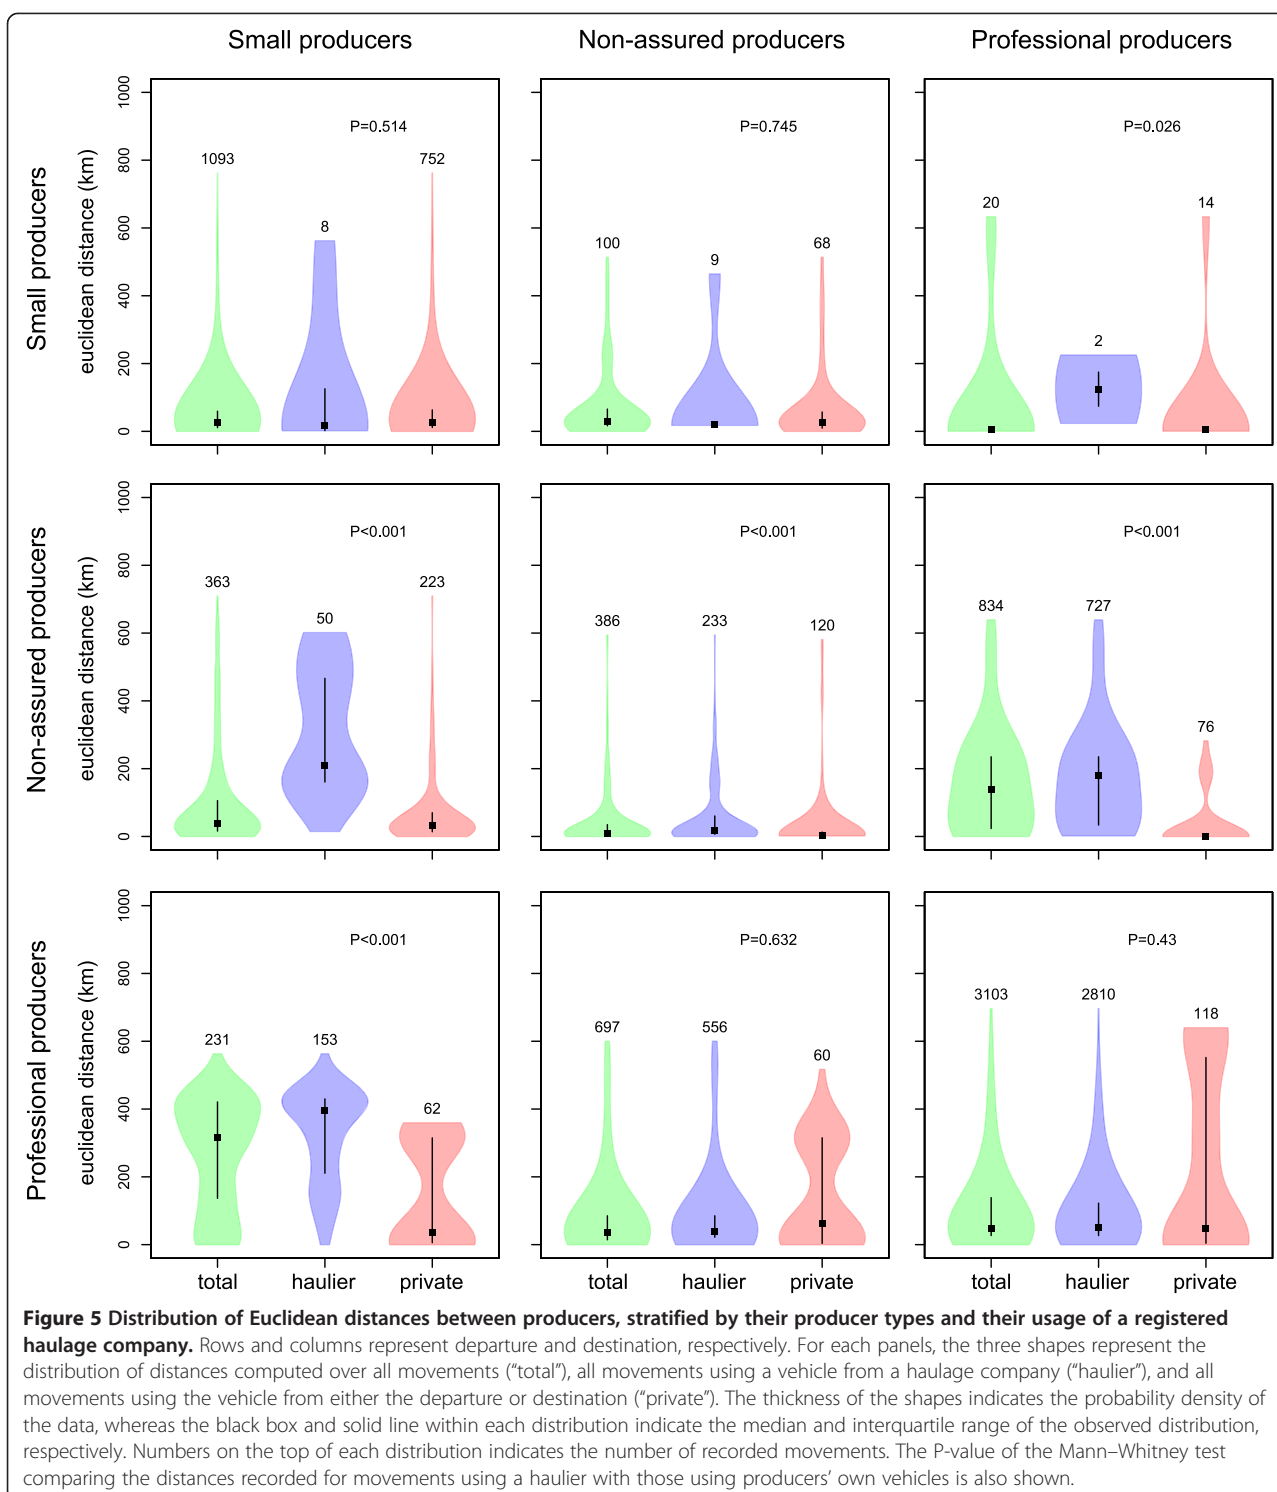 Small producers
Non-assured producers
Professional producers
Small producers
euclidean distance (km)
1000
800
600
400
200
0
P=0.514
1093
8
752
P=0.745
100
9
68
P=0.026
20
2
14
Non-assured producers
euclidean distance (km)
1000
800
600
400
200
0
P<0.001
363
50
223
P<0.001
386
233
120
P<0.001
834
727
76
Professional producers
euclidean distance (km)
1000
800
600
400
200
0
P<0.001
231
153
62
P=0.632
697
556
60
P=0.43
3103
2810
118
total haulier private
total haulier private
total haulier private
Figure 5 Distribution of Euclidean distances between producers, stratified by their producer types and their usage of a registered
haulage company. Rows and columns represent departure and destination, respectively. For each panels, the three shapes represent the
distribution of distances computed over all movements (“total”), all movements using a vehicle from a haulage company (“haulier”), and all
movements using the vehicle from either the departure or destination (“private”). The thickness of the shapes indicates the probability density of
the data, whereas the black box and solid line within each distribution indicate the median and interquartile range of the observed distribution,
respectively. Numbers on the top of each distribution indicates the number of recorded movements. The P-value of the Mann–Whitney test
comparing the distances recorded for movements using a haulier with those using producers’ own vehicles is also shown.